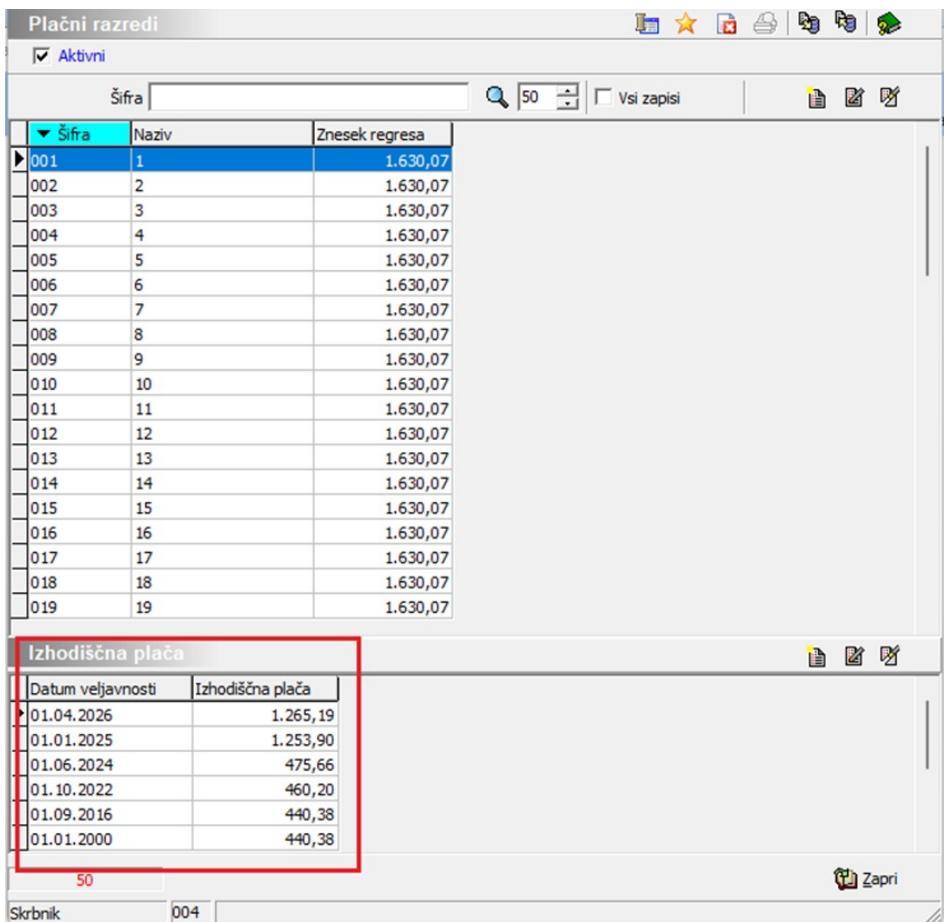 Plačni razredi
Aktivni
Šifra 50 Vsi zapisi
Šifra Naziv Znesek regresa
001 1 1.630,07
002 2 1.630,07
003 3 1.630,07
004 4 1.630,07
005 5 1.630,07
006 6 1.630,07
007 7 1.630,07
008 8 1.630,07
009 9 1.630,07
010 10 1.630,07
011 11 1.630,07
012 12 1.630,07
013 13 1.630,07
014 14 1.630,07
015 15 1.630,07
016 16 1.630,07
017 17 1.630,07
018 18 1.630,07
019 19 1.630,07
Izhodiščna plača
Datum veljavnosti Izhodiščna plača
01.04.2026 1.265,19
01.01.2025 1.253,90
01.06.2024 475,66
01.10.2022 460,20
01.09.2016 440,38
01.01.2000 440,38
50 Zapri
Skrbnik 004